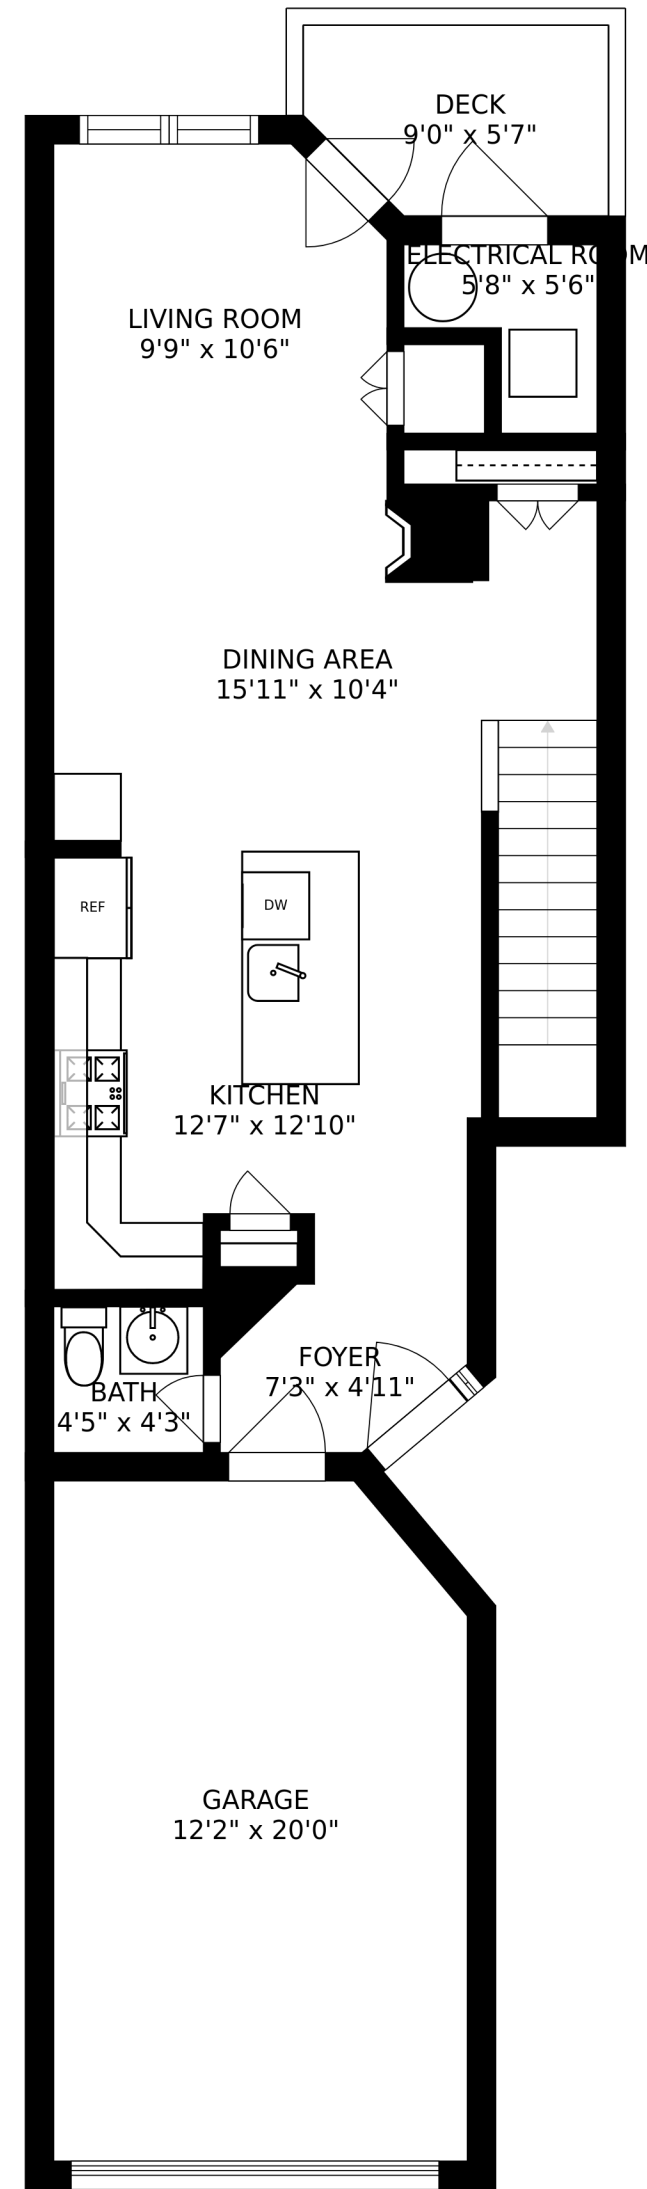 DECK
9'0" x 5'7"
ELECTRICAL ROOM
5'8" x 5'6"
LIVING ROOM
9'9" x 10'6"
DINING AREA
15'11" x 10'4"
REF
DW
KITCHEN
12'7" x 12'10"
FOYER
7'3" x 4'11"
BATH
4'5" x 4'3"
GARAGE
12'2" x 20'0"